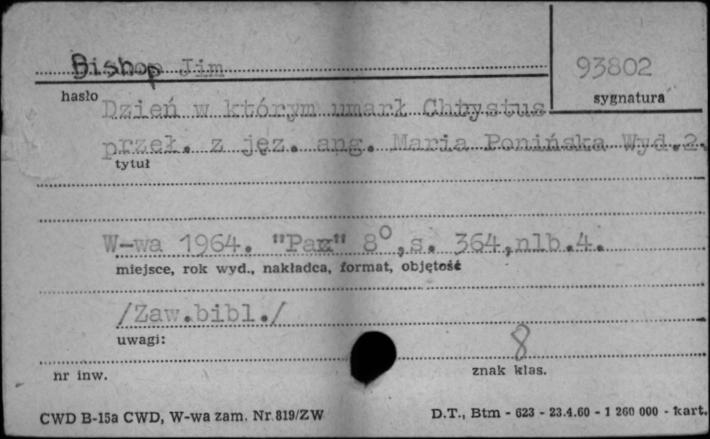 Bishop Jim
93802
hasło
sygnatura
Dzień w którym umarł Chrystus
przeł. z jęz. ang. Maria Ponińska Wyd.2.
tytuł
W-wa 1964. "Pax" 8°,s. 364,nlb.4.
miejsce, rok wyd., nakładca, format, objętość
/Zaw.bibl./
uwagi:
8
nr inw.
znak klas.
CWD B-15a CWD, W-wa zam. Nr 819/ZW
D.T., Btm - 623 - 23.4.60 - 1 260 000 - kart.